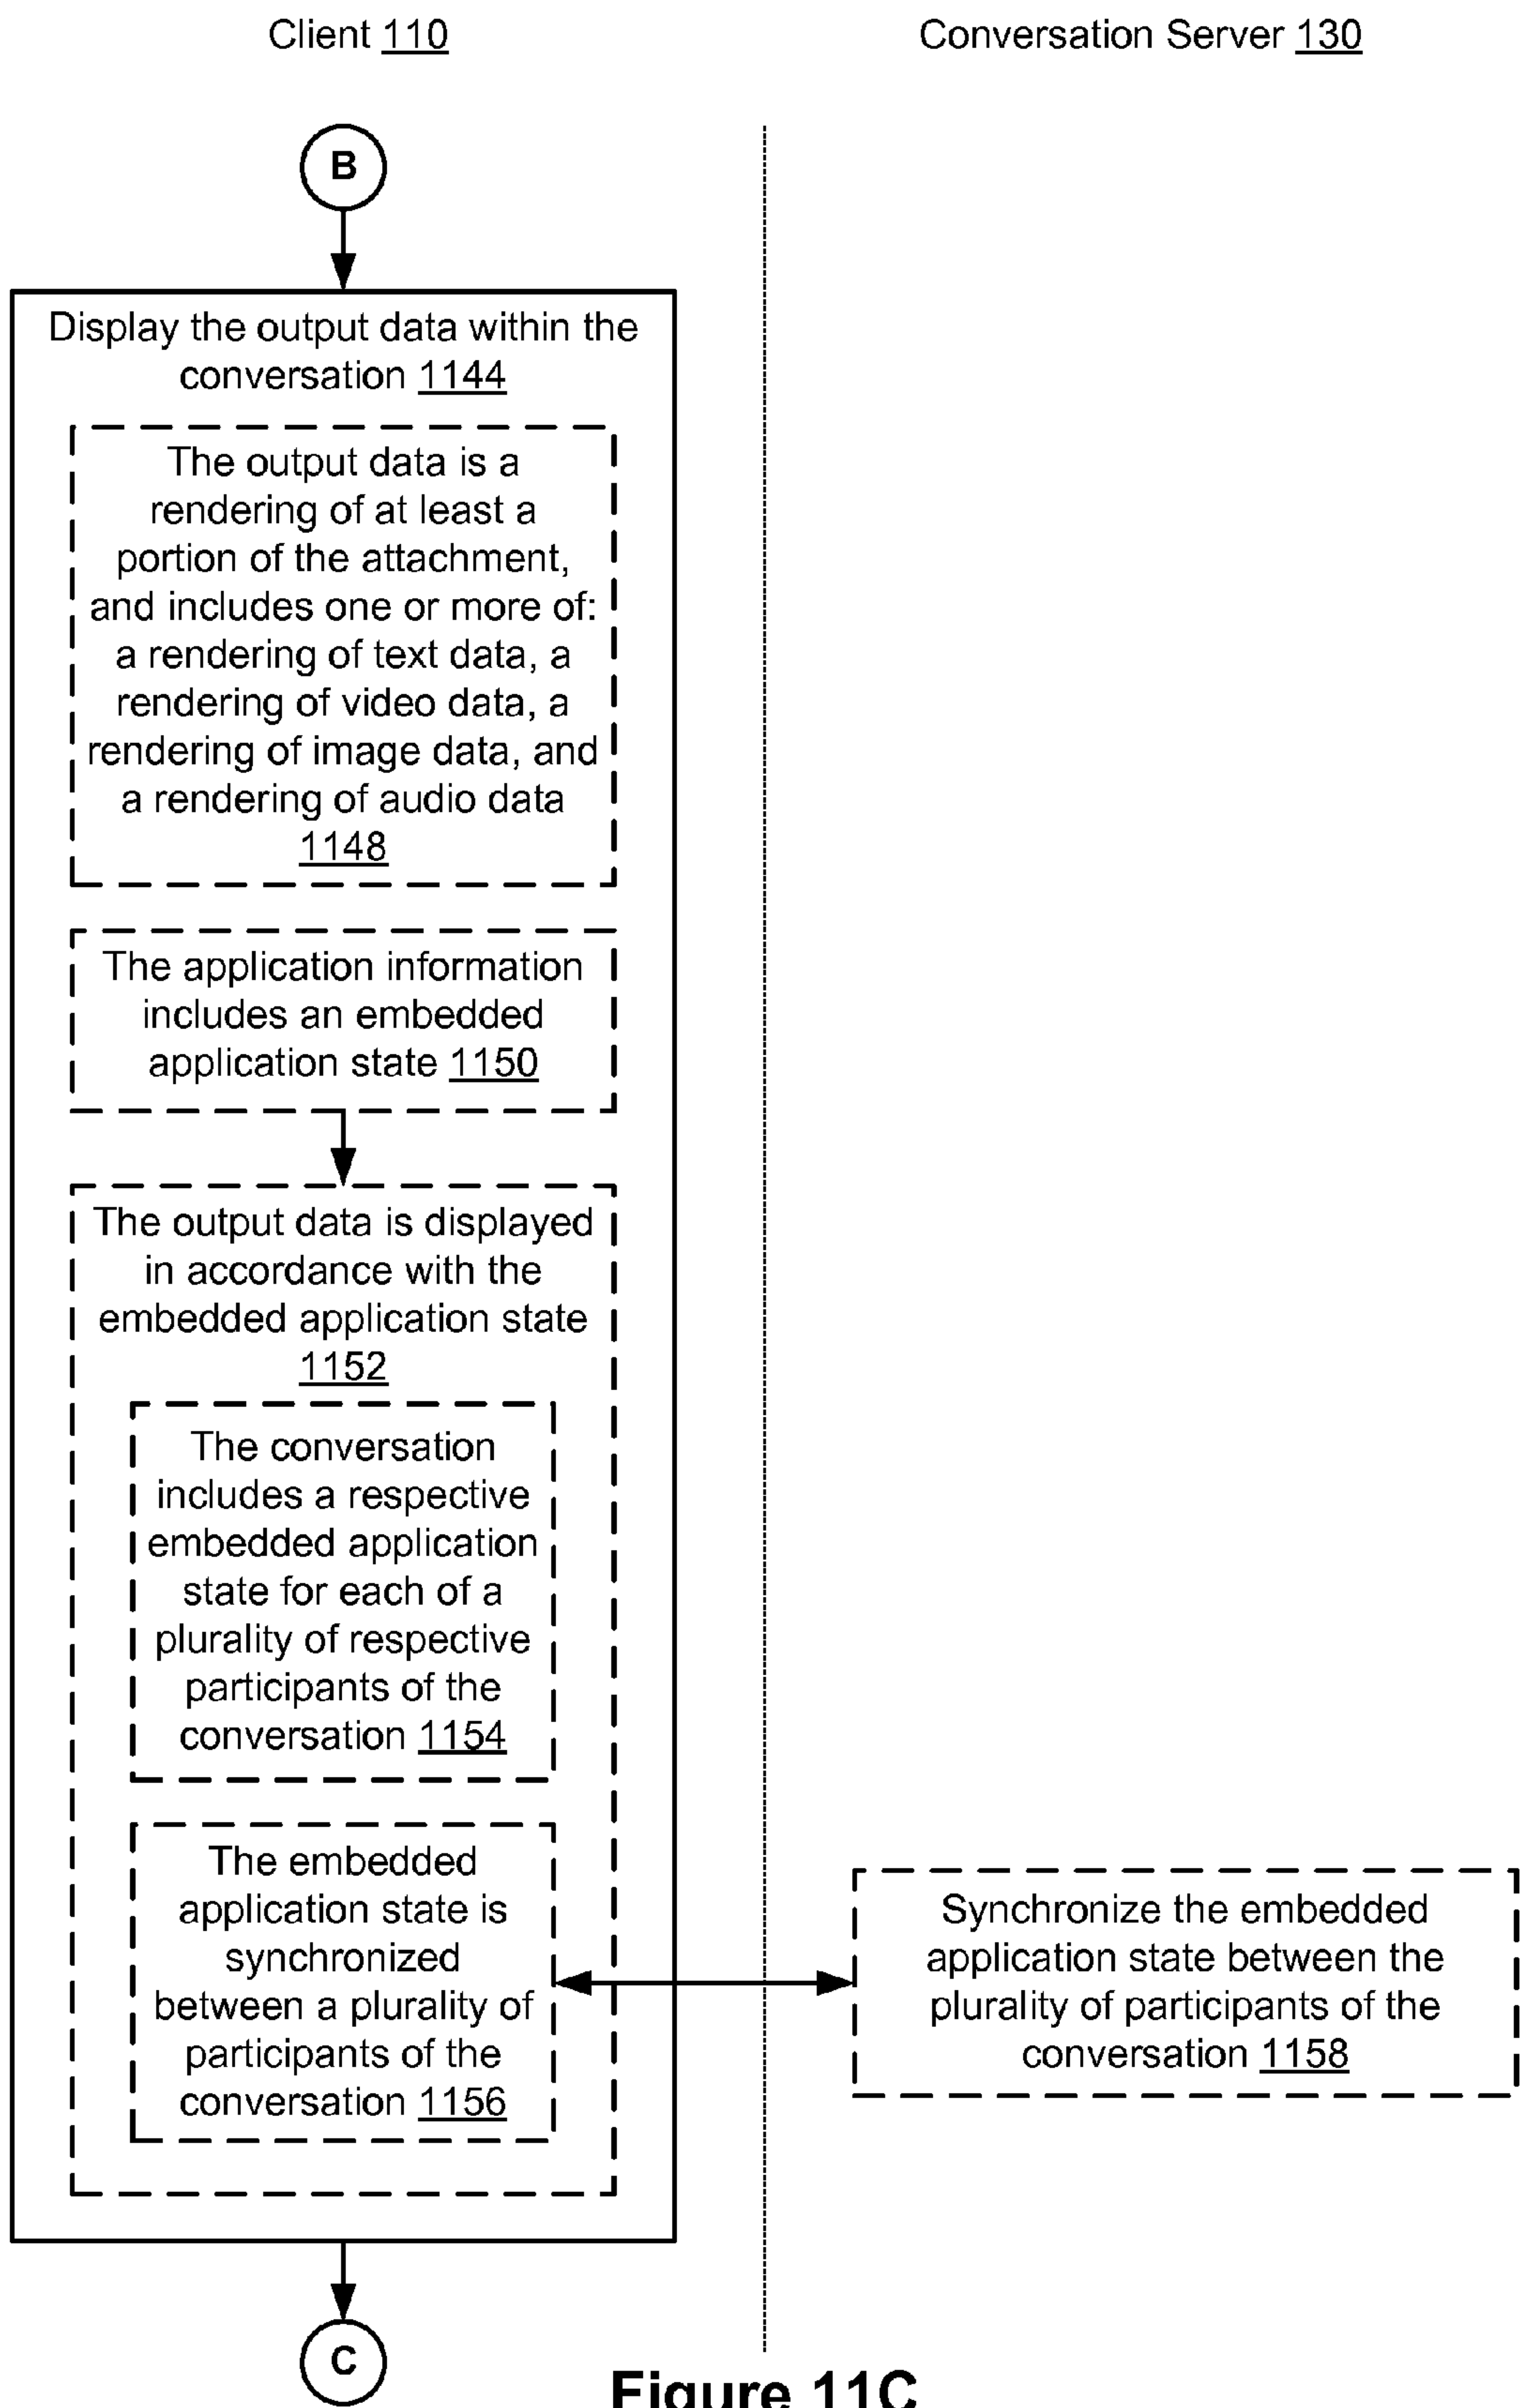 Client 110
Conversation Server 130
B
Display the output data within the
conversation 1144
The output data is a
rendering of at least a
portion of the attachment,
and includes one or more of:
a rendering of text data, a
rendering of video data, a
rendering of image data, and
a rendering of audio data
1148
The application information
includes an embedded
application state 1150
The output data is displayed
in accordance with the
embedded application state
1152
The conversation
includes a respective
embedded application
state for each of a
plurality of respective
participants of the
conversation 1154
The embedded
application state is
synchronized
between a plurality of
participants of the
conversation 1156
Synchronize the embedded
application state between the
plurality of participants of the
conversation 1158
C
Figure 11C